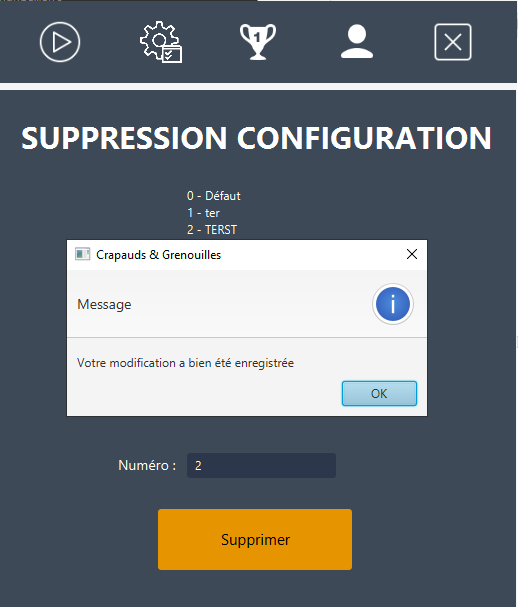 1
SUPPRESSION CONFIGURATION
0 - Défaut
1 - ter
2 - TERST
Crapauds & Grenouilles
Message
i
Votre modification a bien été enregistrée
OK
Numéro :
2
Supprimer